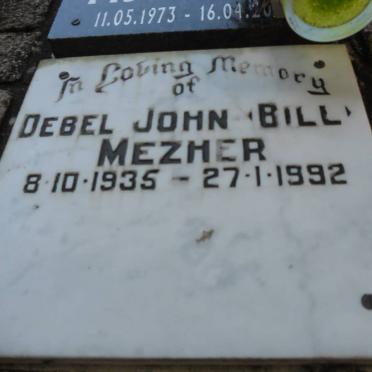 11.05.1973 - 16.04.20
In Loving Memory
of
DEBEL JOHN 'BILL'
MEZHER
8·10·1935 - 27·1·1992